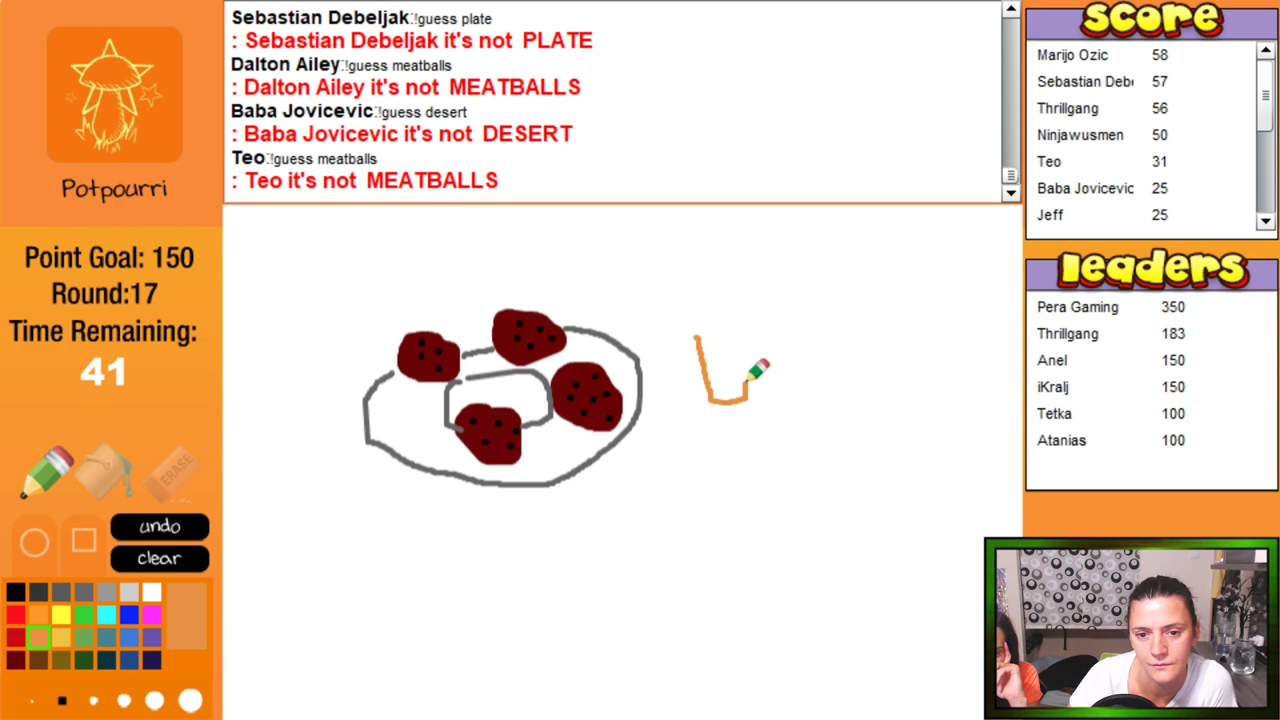 Potpourri
Point Goal: 150
Round:17
Time Remaining:
41
ERASE
undo
clear
Sebastian Debeljak:!guess plate
: Sebastian Debeljak it's not PLATE
Dalton Ailey:!guess meatballs
: Dalton Ailey it's not MEATBALLS
Baba Jovicevic:!guess desert
: Baba Jovicevic it's not DESERT
Teo:!guess meatballs
: Teo it's not MEATBALLS
score
Marijo Ozic 58
Sebastian Deb 57
Thrillgang 56
Ninjawusmen 50
Teo 31
Baba Jovicevic 25
Jeff 25
leaders
Pera Gaming 350
Thrillgang 183
Anel 150
iKralj 150
Tetka 100
Atanias 100